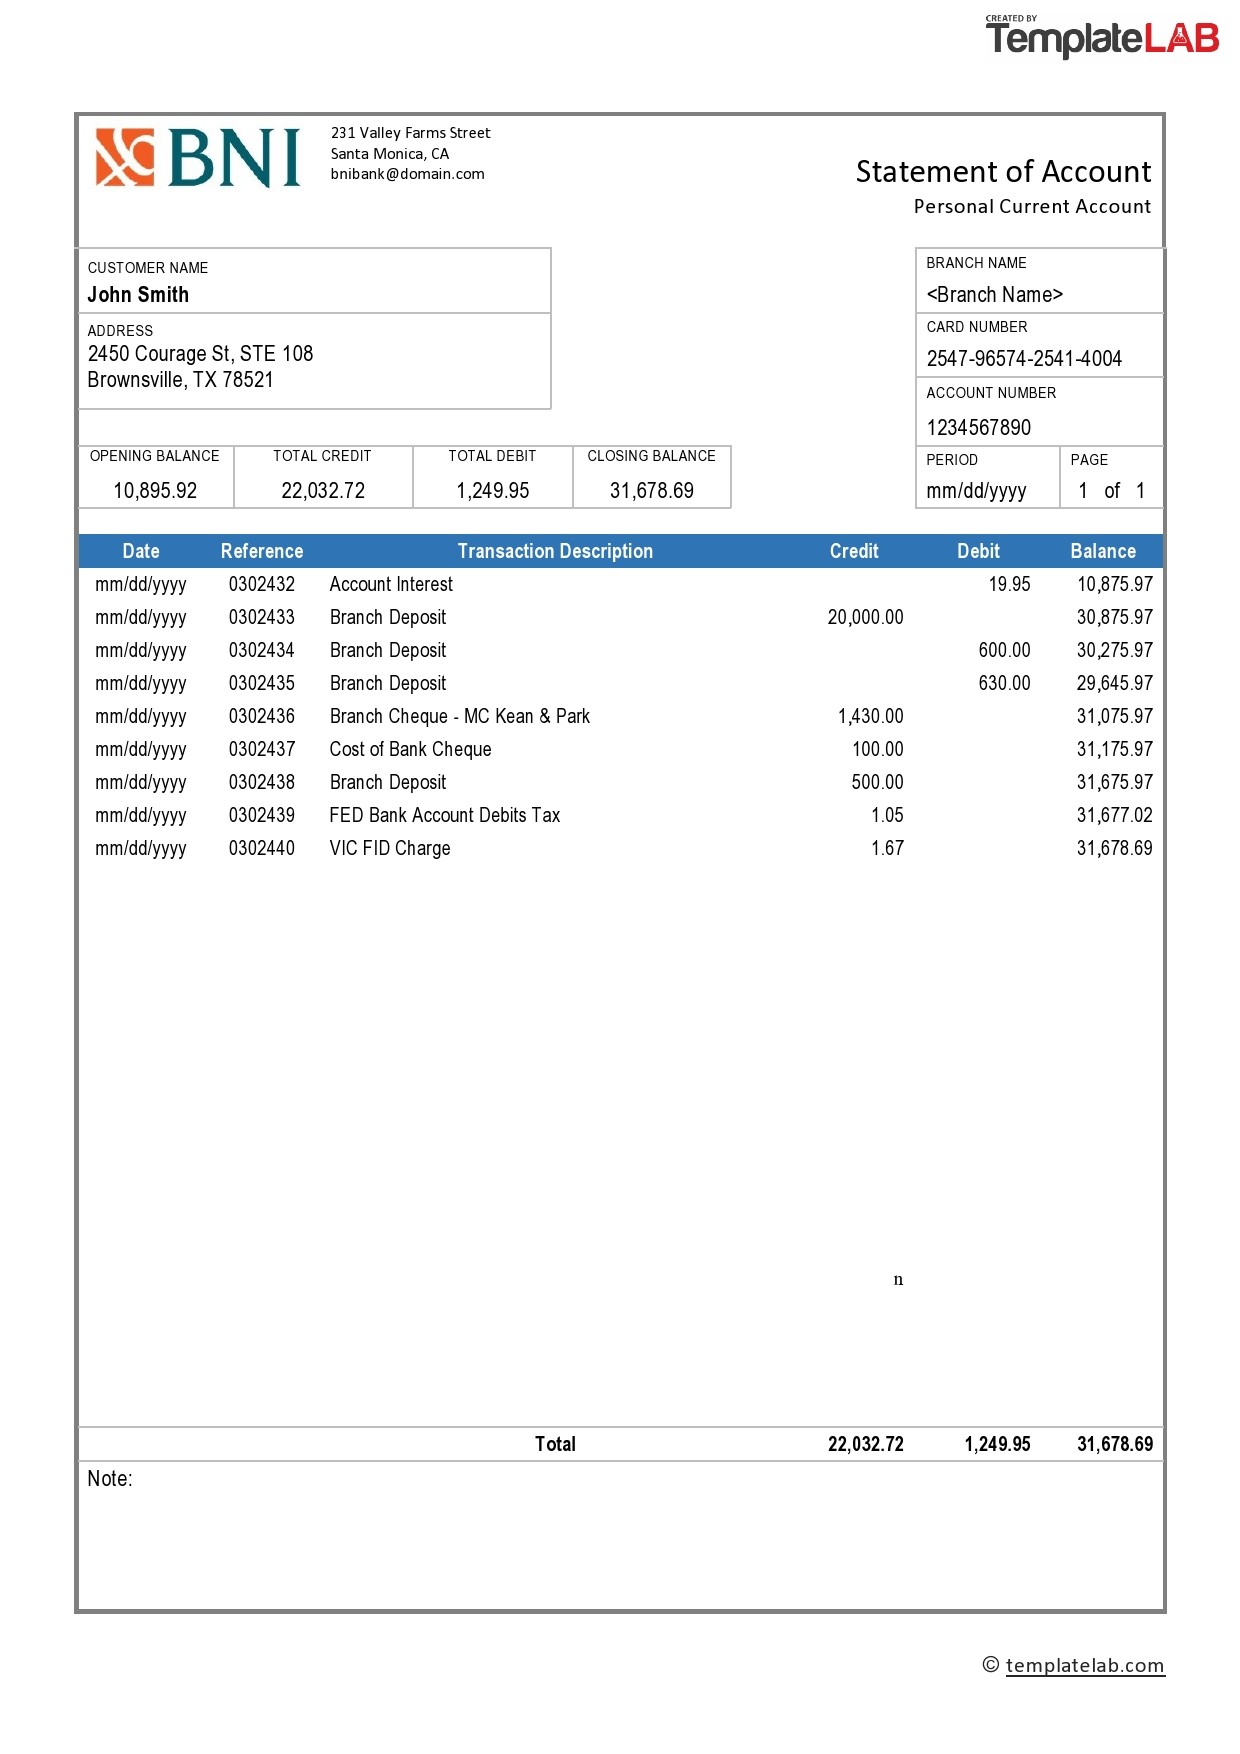 CREATED BY
TemplateLAB
BNI
231 Valley Farms Street
Santa Monica, CA
bnibank@domain.com
Statement of Account
Personal Current Account
CUSTOMER NAME
John Smith
ADDRESS
2450 Courage St, STE 108
Brownsville, TX 78521
BRANCH NAME
<Branch Name>
CARD NUMBER
2547-96574-2541-4004
ACCOUNT NUMBER
1234567890
PERIOD PAGE
mm/dd/yyyy 1 of 1
OPENING BALANCE TOTAL CREDIT TOTAL DEBIT CLOSING BALANCE
10,895.92 22,032.72 1,249.95 31,678.69
Date Reference Transaction Description Credit Debit Balance
mm/dd/yyyy 0302432 Account Interest 19.95 10,875.97
mm/dd/yyyy 0302433 Branch Deposit 20,000.00 30,875.97
mm/dd/yyyy 0302434 Branch Deposit 600.00 30,275.97
mm/dd/yyyy 0302435 Branch Deposit 630.00 29,645.97
mm/dd/yyyy 0302436 Branch Cheque - MC Kean & Park 1,430.00 31,075.97
mm/dd/yyyy 0302437 Cost of Bank Cheque 100.00 31,175.97
mm/dd/yyyy 0302438 Branch Deposit 500.00 31,675.97
mm/dd/yyyy 0302439 FED Bank Account Debits Tax 1.05 31,677.02
mm/dd/yyyy 0302440 VIC FID Charge 1.67 31,678.69
n
Total 22,032.72 1,249.95 31,678.69
Note:
© templatelab.com